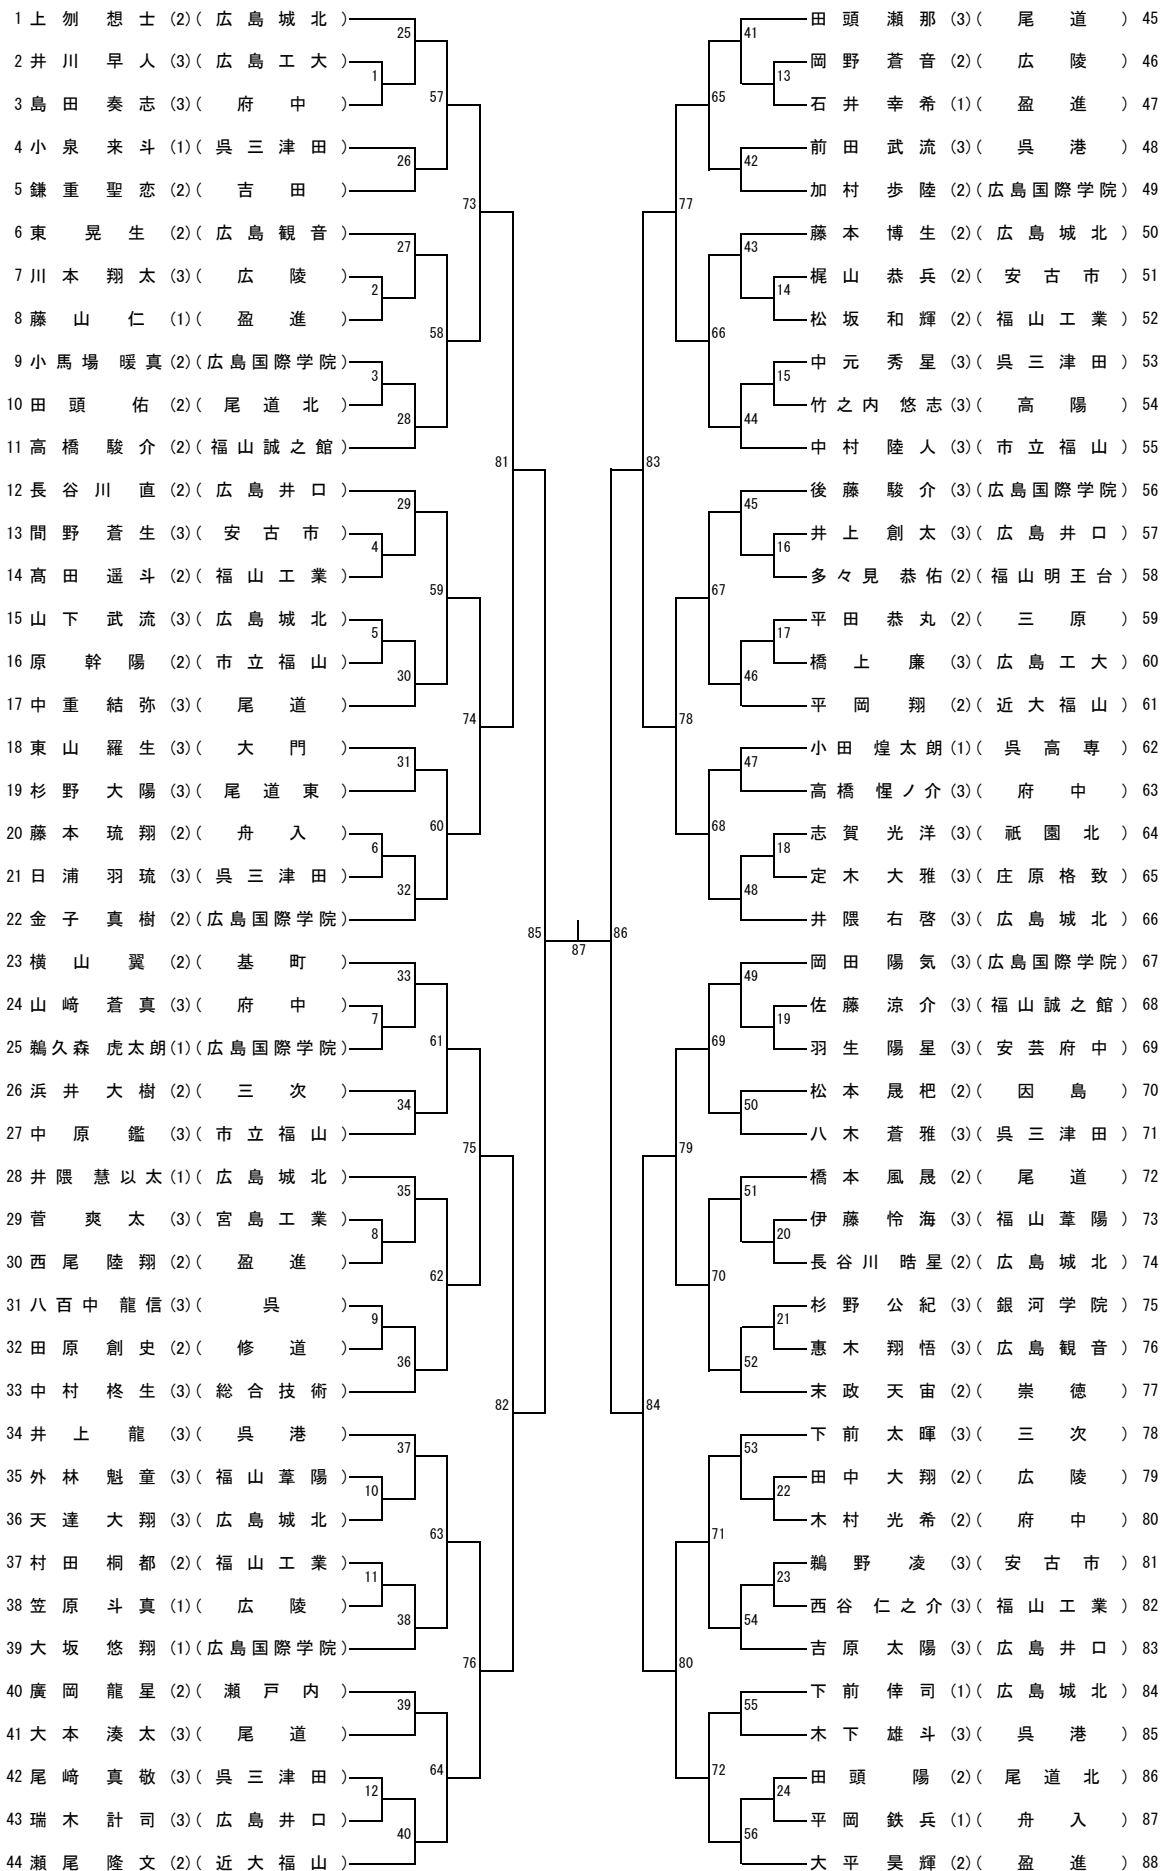 1 上 刎 想 士 (2)( 広 島 城 北 )
2 井 川 早 人 (3)( 広 島 工 大 )
3 島 田 奏 志 (3)( 府 中 )
4 小 泉 来 斗 (1)( 呉 三 津 田 )
5 鎌 重 聖 恋 (2)( 吉 田 )
6 東 晃 生 (2)( 広 島 観 音 )
7 川 本 翔 太 (3)( 広 陵 )
8 藤 山 仁 (1)( 盈 進 )
9 小 馬 場 暖 真 (2)( 広 島 国 際 学 院 )
10 田 頭 佑 (2)( 尾 道 北 )
11 高 橋 駿 介 (2)( 福 山 誠 之 館 )
12 長 谷 川 直 (2)( 広 島 井 口 )
13 間 野 蒼 生 (3)( 安 古 市 )
14 髙 田 遥 斗 (2)( 福 山 工 業 )
15 山 下 武 流 (3)( 広 島 城 北 )
16 原 幹 陽 (2)( 市 立 福 山 )
17 中 重 結 弥 (3)( 尾 道 )
18 東 山 羅 生 (3)( 大 門 )
19 杉 野 大 陽 (3)( 尾 道 東 )
20 藤 本 琉 翔 (2)( 舟 入 )
21 日 浦 羽 琉 (3)( 呉 三 津 田 )
22 金 子 真 樹 (2)( 広 島 国 際 学 院 )
23 横 山 翼 (2)( 基 町 )
24 山 﨑 蒼 真 (3)( 府 中 )
25 鵜 久 森 虎 太 朗 (1)( 広 島 国 際 学 院 )
26 浜 井 大 樹 (2)( 三 次 )
27 中 原 鑑 (3)( 市 立 福 山 )
28 井 隈 慧 以 太 (1)( 広 島 城 北 )
29 菅 爽 太 (3)( 宮 島 工 業 )
30 西 尾 陸 翔 (2)( 盈 進 )
31 八 百 中 龍 信 (3)( 呉 )
32 田 原 創 史 (2)( 修 道 )
33 中 村 柊 生 (3)( 総 合 技 術 )
34 井 上 龍 (3)( 呉 港 )
35 外 林 魁 童 (3)( 福 山 葦 陽 )
36 天 達 大 翔 (3)( 広 島 城 北 )
37 村 田 桐 都 (2)( 福 山 工 業 )
38 笠 原 斗 真 (1)( 広 陵 )
39 大 坂 悠 翔 (1)( 広 島 国 際 学 院 )
40 廣 岡 龍 星 (2)( 瀬 戸 内 )
41 大 本 湊 太 (3)( 尾 道 )
42 尾 﨑 真 敬 (3)( 呉 三 津 田 )
43 瑞 木 計 司 (3)( 広 島 井 口 )
44 瀬 尾 隆 文 (2)( 近 大 福 山 )
25
1
57
26
73
27
2
58
3
28
81
29
4
59
5
30
74
31
60
6
32
85
33
7
61
34
75
35
8
62
9
36
82
37
10
63
11
38
76
39
64
12
40
87
86
41
13
65
42
77
43
14
66
15
44
83
45
16
67
17
46
78
47
68
18
48
49
19
69
50
79
51
20
70
21
52
84
53
22
71
23
54
80
55
72
24
56
田 頭 瀬 那 (3)( 尾 道 ) 45
岡 野 蒼 音 (2)( 広 陵 ) 46
石 井 幸 希 (1)( 盈 進 ) 47
前 田 武 流 (3)( 呉 港 ) 48
加 村 歩 陸 (2)( 広 島 国 際 学 院 ) 49
藤 本 博 生 (2)( 広 島 城 北 ) 50
梶 山 恭 兵 (2)( 安 古 市 ) 51
松 坂 和 輝 (2)( 福 山 工 業 ) 52
中 元 秀 星 (3)( 呉 三 津 田 ) 53
竹 之 内 悠 志 (3)( 高 陽 ) 54
中 村 陸 人 (3)( 市 立 福 山 ) 55
後 藤 駿 介 (3)( 広 島 国 際 学 院 ) 56
井 上 創 太 (3)( 広 島 井 口 ) 57
多 々 見 恭 佑 (2)( 福 山 明 王 台 ) 58
平 田 恭 丸 (2)( 三 原 ) 59
橋 上 廉 (3)( 広 島 工 大 ) 60
平 岡 翔 (2)( 近 大 福 山 ) 61
小 田 煌 太 朗 (1)( 呉 高 専 ) 62
高 橋 惺 ノ 介 (3)( 府 中 ) 63
志 賀 光 洋 (3)( 祇 園 北 ) 64
定 木 大 雅 (3)( 庄 原 格 致 ) 65
井 隈 右 啓 (3)( 広 島 城 北 ) 66
岡 田 陽 気 (3)( 広 島 国 際 学 院 ) 67
佐 藤 涼 介 (3)( 福 山 誠 之 館 ) 68
羽 生 陽 星 (3)( 安 芸 府 中 ) 69
松 本 晟 杷 (2)( 因 島 ) 70
八 木 蒼 雅 (3)( 呉 三 津 田 ) 71
橋 本 風 晟 (2)( 尾 道 ) 72
伊 藤 怜 海 (3)( 福 山 葦 陽 ) 73
長 谷 川 晧 星 (2)( 広 島 城 北 ) 74
杉 野 公 紀 (3)( 銀 河 学 院 ) 75
惠 木 翔 悟 (3)( 広 島 観 音 ) 76
末 政 天 宙 (2)( 崇 徳 ) 77
下 前 太 暉 (3)( 三 次 ) 78
田 中 大 翔 (2)( 広 陵 ) 79
木 村 光 希 (2)( 府 中 ) 80
鵜 野 凌 (3)( 安 古 市 ) 81
西 谷 仁 之 介 (3)( 福 山 工 業 ) 82
吉 原 太 陽 (3)( 広 島 井 口 ) 83
下 前 倖 司 (1)( 広 島 城 北 ) 84
木 下 雄 斗 (3)( 呉 港 ) 85
田 頭 陽 (2)( 尾 道 北 ) 86
平 岡 鉄 兵 (1)( 舟 入 ) 87
大 平 昊 輝 (2)( 盈 進 ) 88